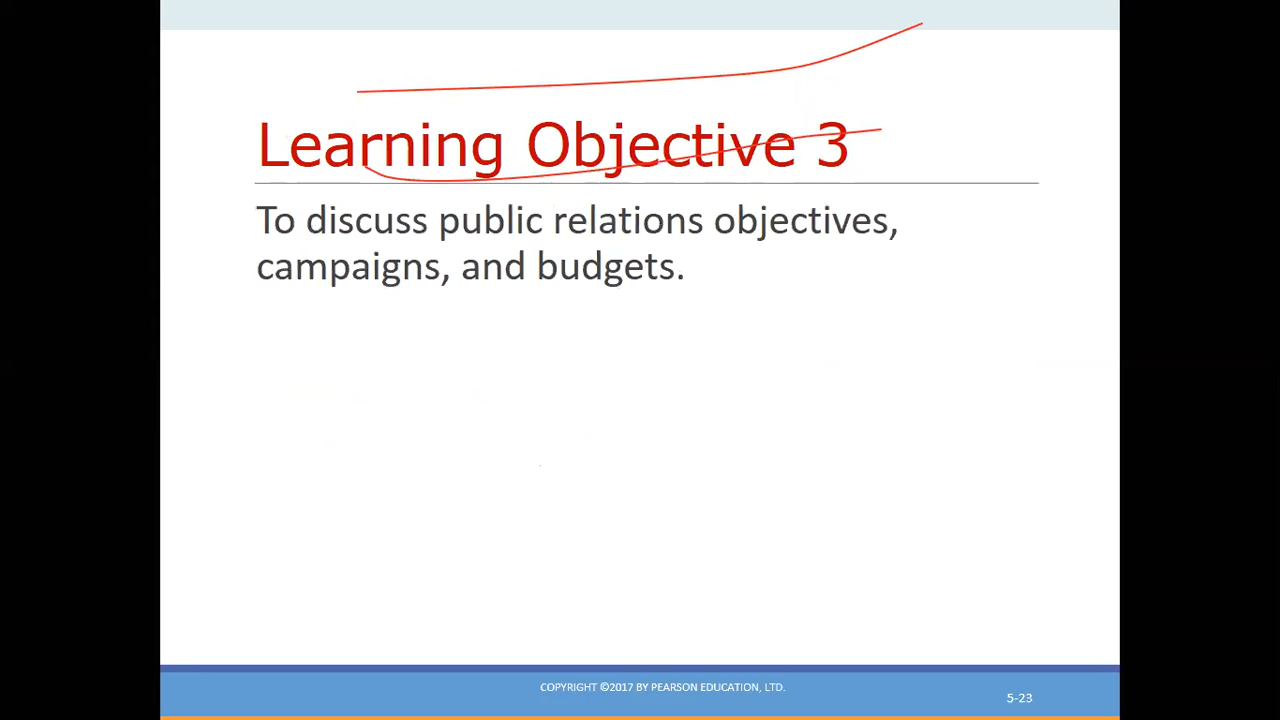 Learning Objective 3
To discuss public relations objectives,
campaigns, and budgets.
COPYRIGHT ©2017 BY PEARSON EDUCATION, LTD.
5-23